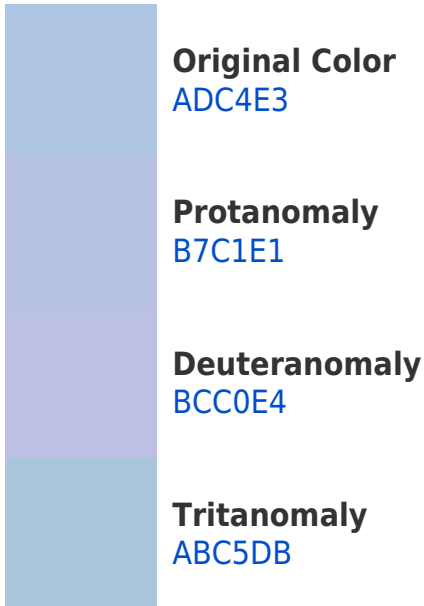 Original Color
ADC4E3
Protanomaly
B7C1E1
Deuteranomaly
BCC0E4
Tritanomaly
ABC5DB